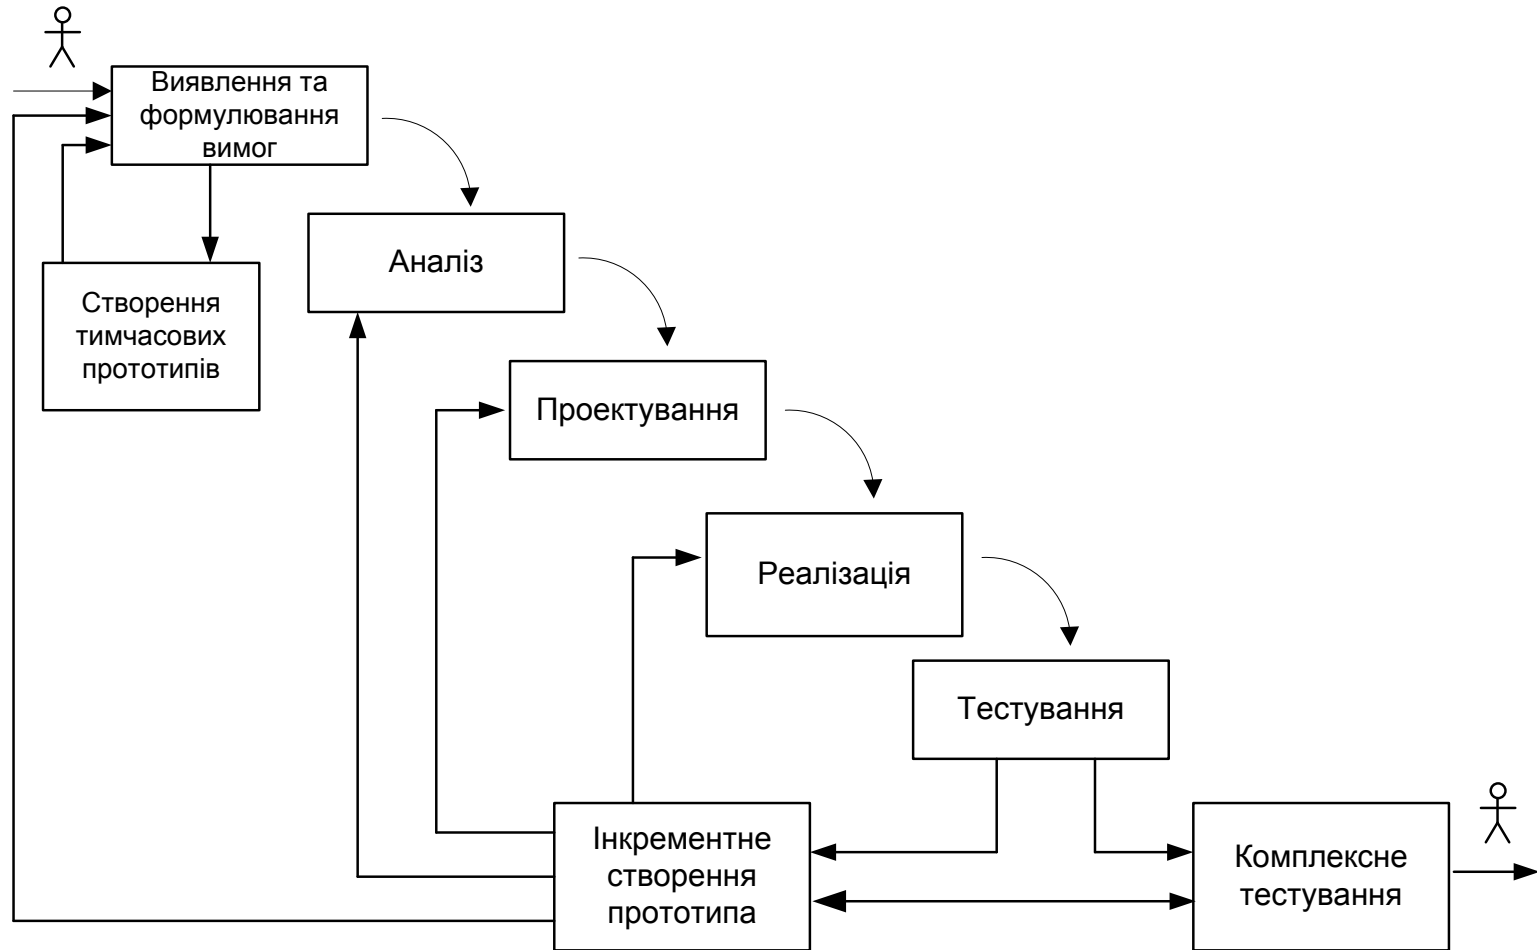 Виявлення та
формулювання
вимог
Аналіз
Створення
тимчасових
прототипів
Проектування
Реалізація
Тестування
Інкрементне
створення
прототипа
Комплексне
тестування